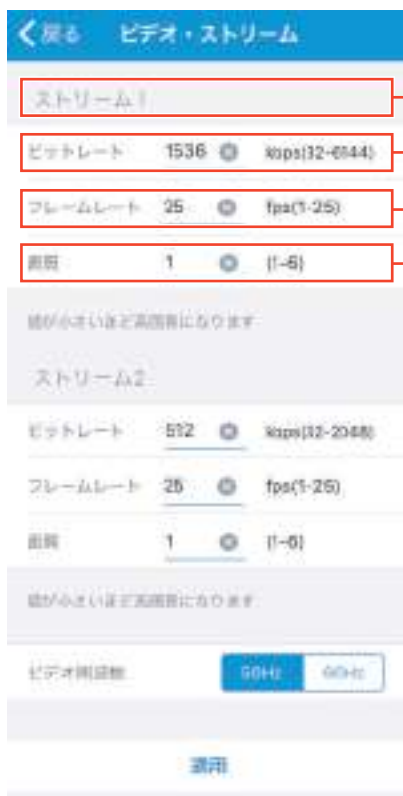 戻る ビデオ・ストリーム
ストリーム1
ビットレート 1536 kbps(32-6144)
フレームレート 25 fps(1-25)
画質 1 (1-6)
値が小さいほど高画質になります
ストリーム2
ビットレート 512 kbps(32-2048)
フレームレート 25 fps(1-25)
画質 1 (1-6)
値が小さいほど高画質になります
ビデオ周波数 50Hz 60Hz
適用